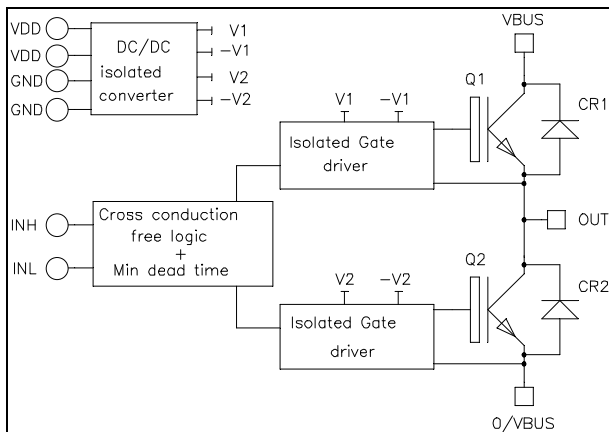 VDD
VDD
GND
GND
DC/DC
isolated
converter
V1
-V1
V2
-V2
VBUS
Q1
CR1
V1
-V1
Isolated Gate
driver
INH
INL
Cross conduction
free logic
+
Min dead time
OUT
Q2
CR2
V2
-V2
Isolated Gate
driver
0/VBUS